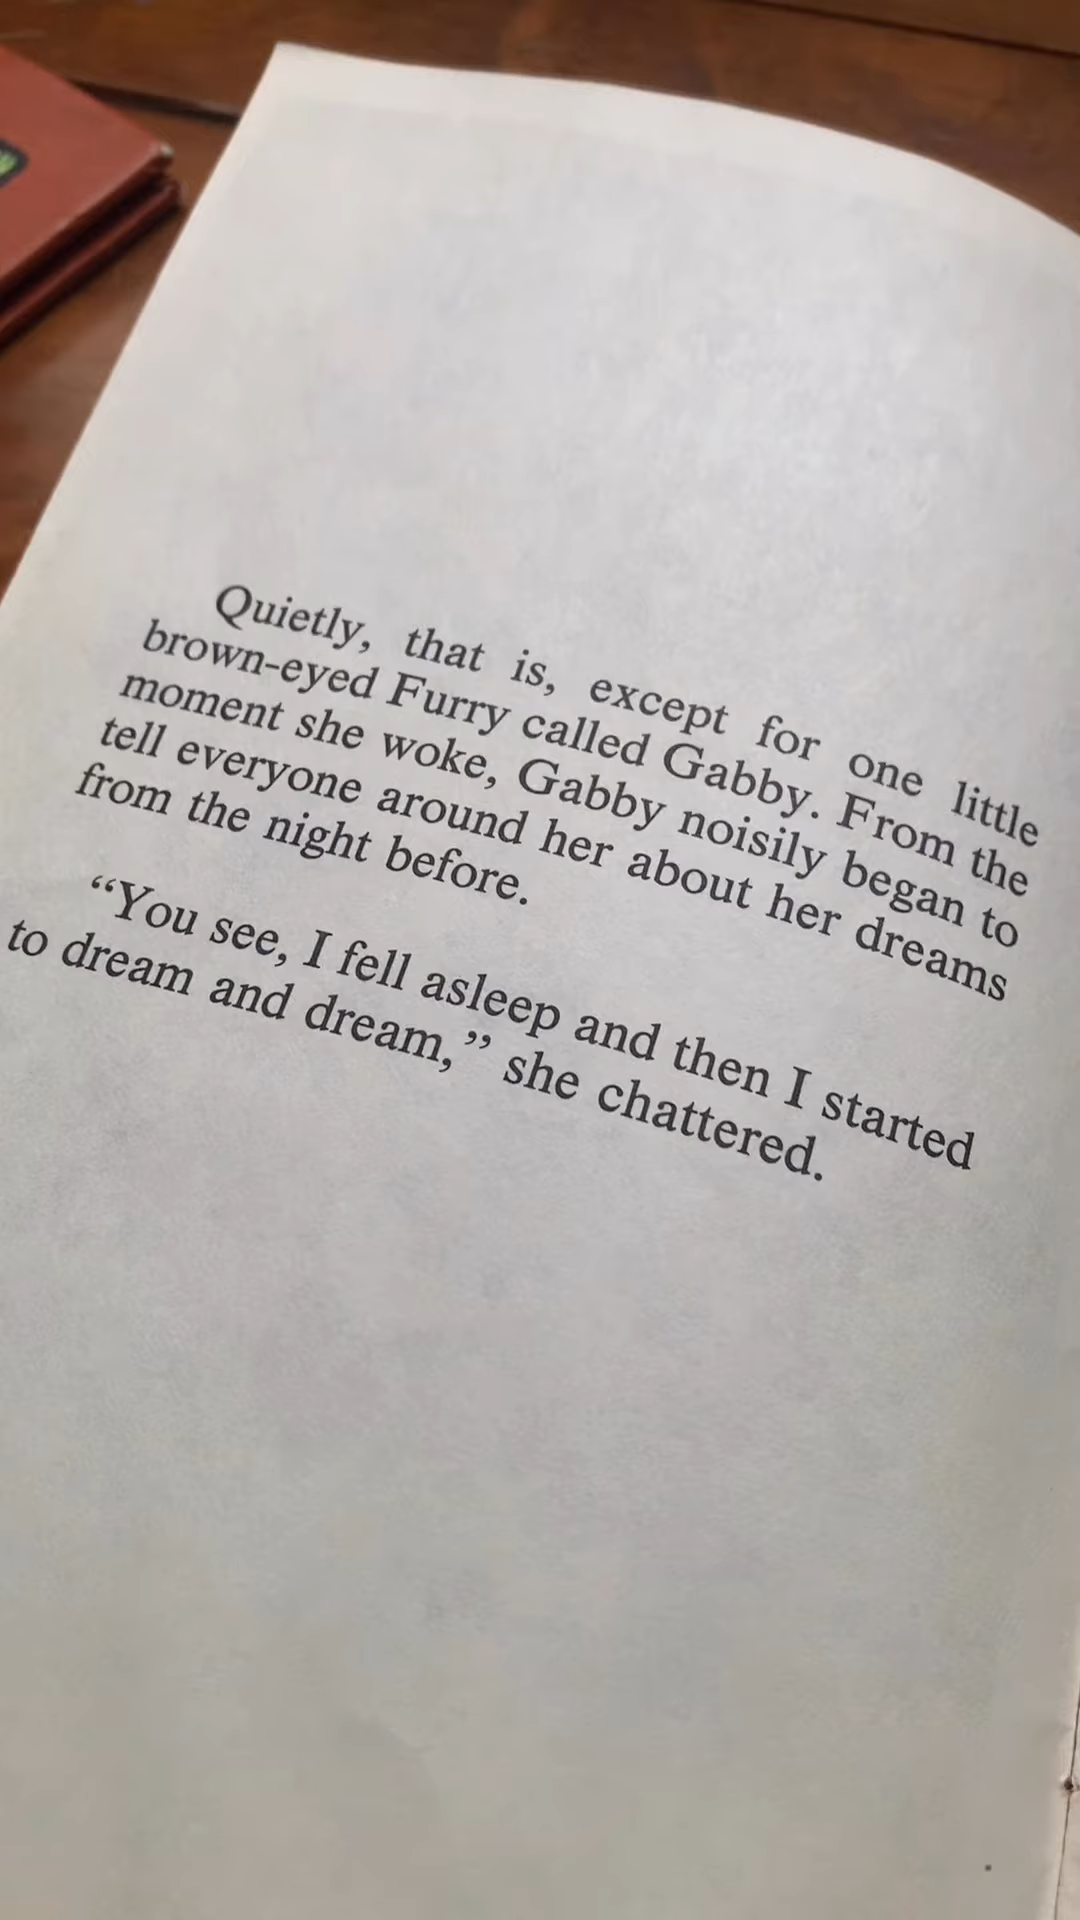 Quietly, that is, except for one little
brown-eyed Furry called Gabby. From the
moment she woke, Gabby noisily began to
tell everyone around her about her dreams
from the night before.
“You see, I fell asleep and then I started
to dream and dream,” she chattered.